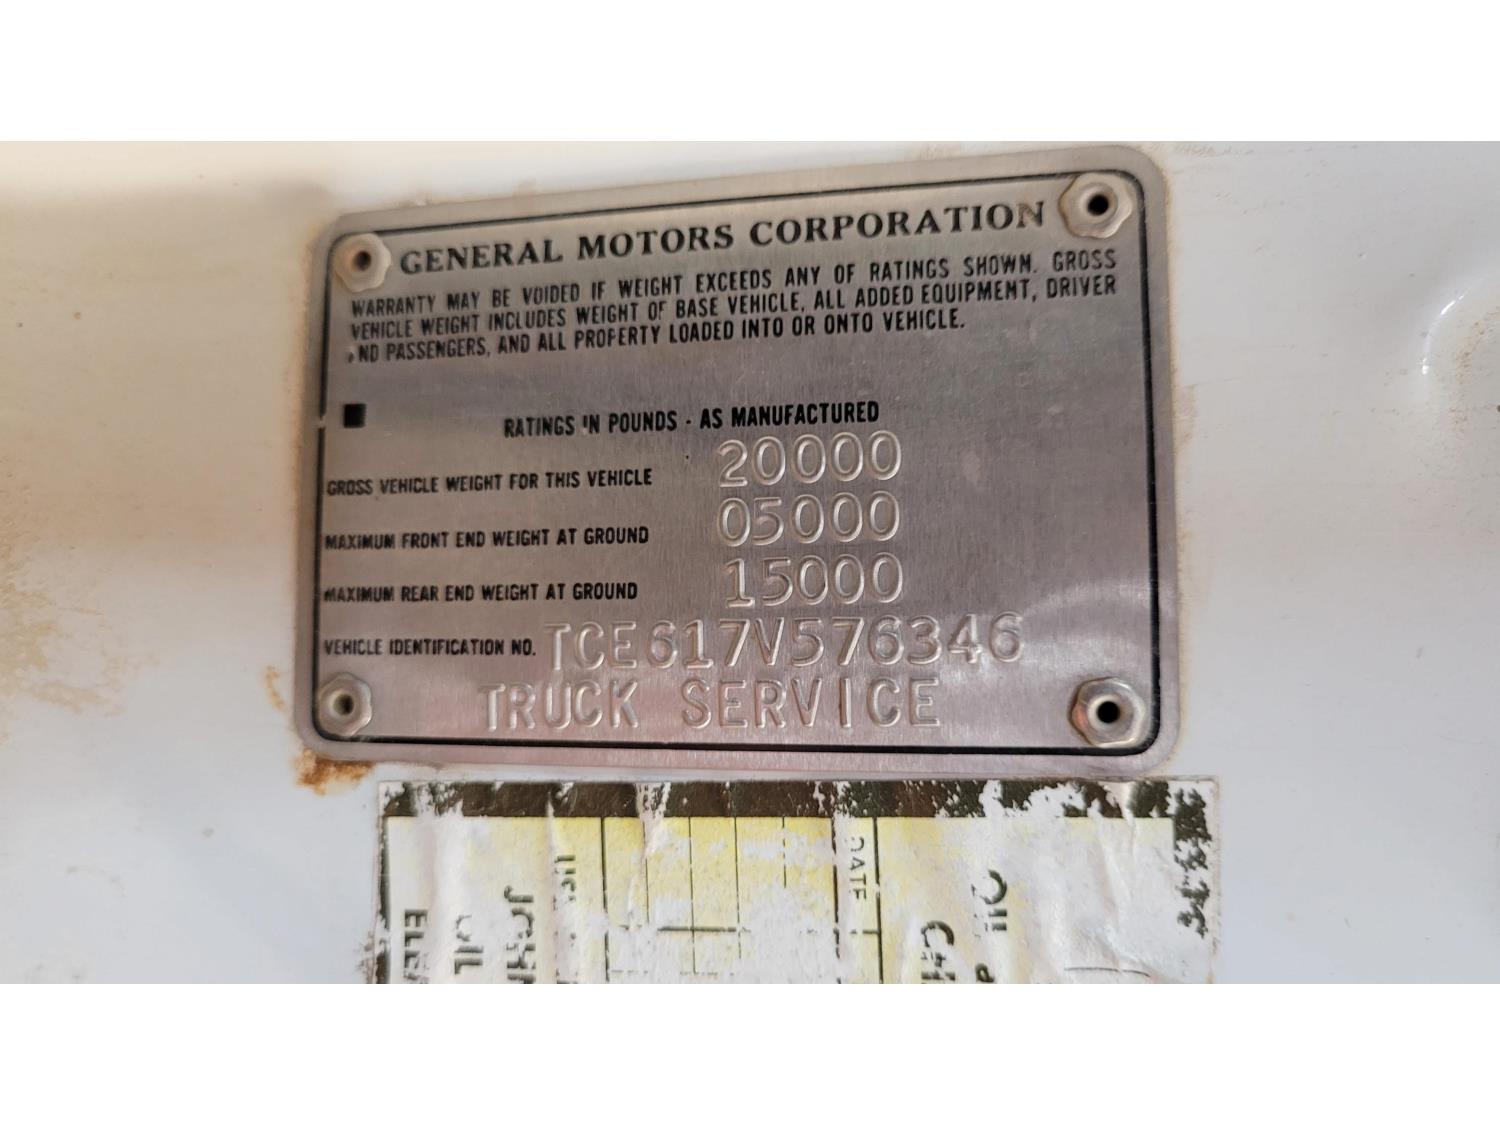 GENERAL MOTORS CORPORATION
WARRANTY MAY BE VOIDED IF WEIGHT EXCEEDS ANY OF RATINGS SHOWN. GROSS
VEHICLE WEIGHT INCLUDES WEIGHT OF BASE VEHICLE, ALL ADDED EQUIPMENT, DRIVER
AND PASSENGERS, AND ALL PROPERTY LOADED INTO OR ONTO VEHICLE.
RATINGS IN POUNDS - AS MANUFACTURED
GROSS VEHICLE WEIGHT FOR THIS VEHICLE 20000
MAXIMUM FRONT END WEIGHT AT GROUND 05000
MAXIMUM REAR END WEIGHT AT GROUND 15000
VEHICLE IDENTIFICATION NO. TCE617V576346
TRUCK SERVICE
DATE